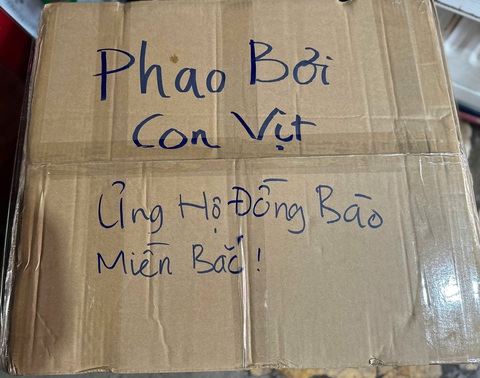 Phao Bơi
Con Vịt
Ủng Hộ Đồng Bào
Miền Bắc!